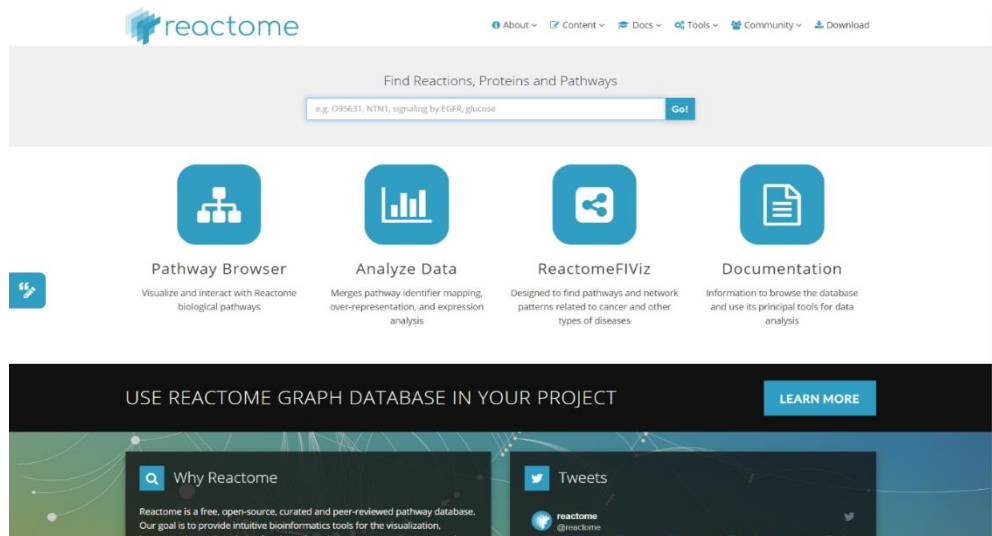 reactome
About Content Docs Tools Community Download
Find Reactions, Proteins and Pathways
e.g. O95631, NTN1, signaling by EGFR, glucose Go!
Pathway Browser
Visualize and interact with Reactome
biological pathways
Analyze Data
Merges pathway identifier mapping,
over-representation, and expression
analysis
ReactomeFIViz
Designed to find pathways and network
patterns related to cancer and other
types of diseases
Documentation
Information to browse the database
and use its principal tools for data
analysis
USE REACTOME GRAPH DATABASE IN YOUR PROJECT
LEARN MORE
Why Reactome
Reactome is a free, open-source, curated and peer-reviewed pathway database.
Our goal is to provide intuitive bioinformatics tools for the visualization,
Tweets
reactome
@reactome